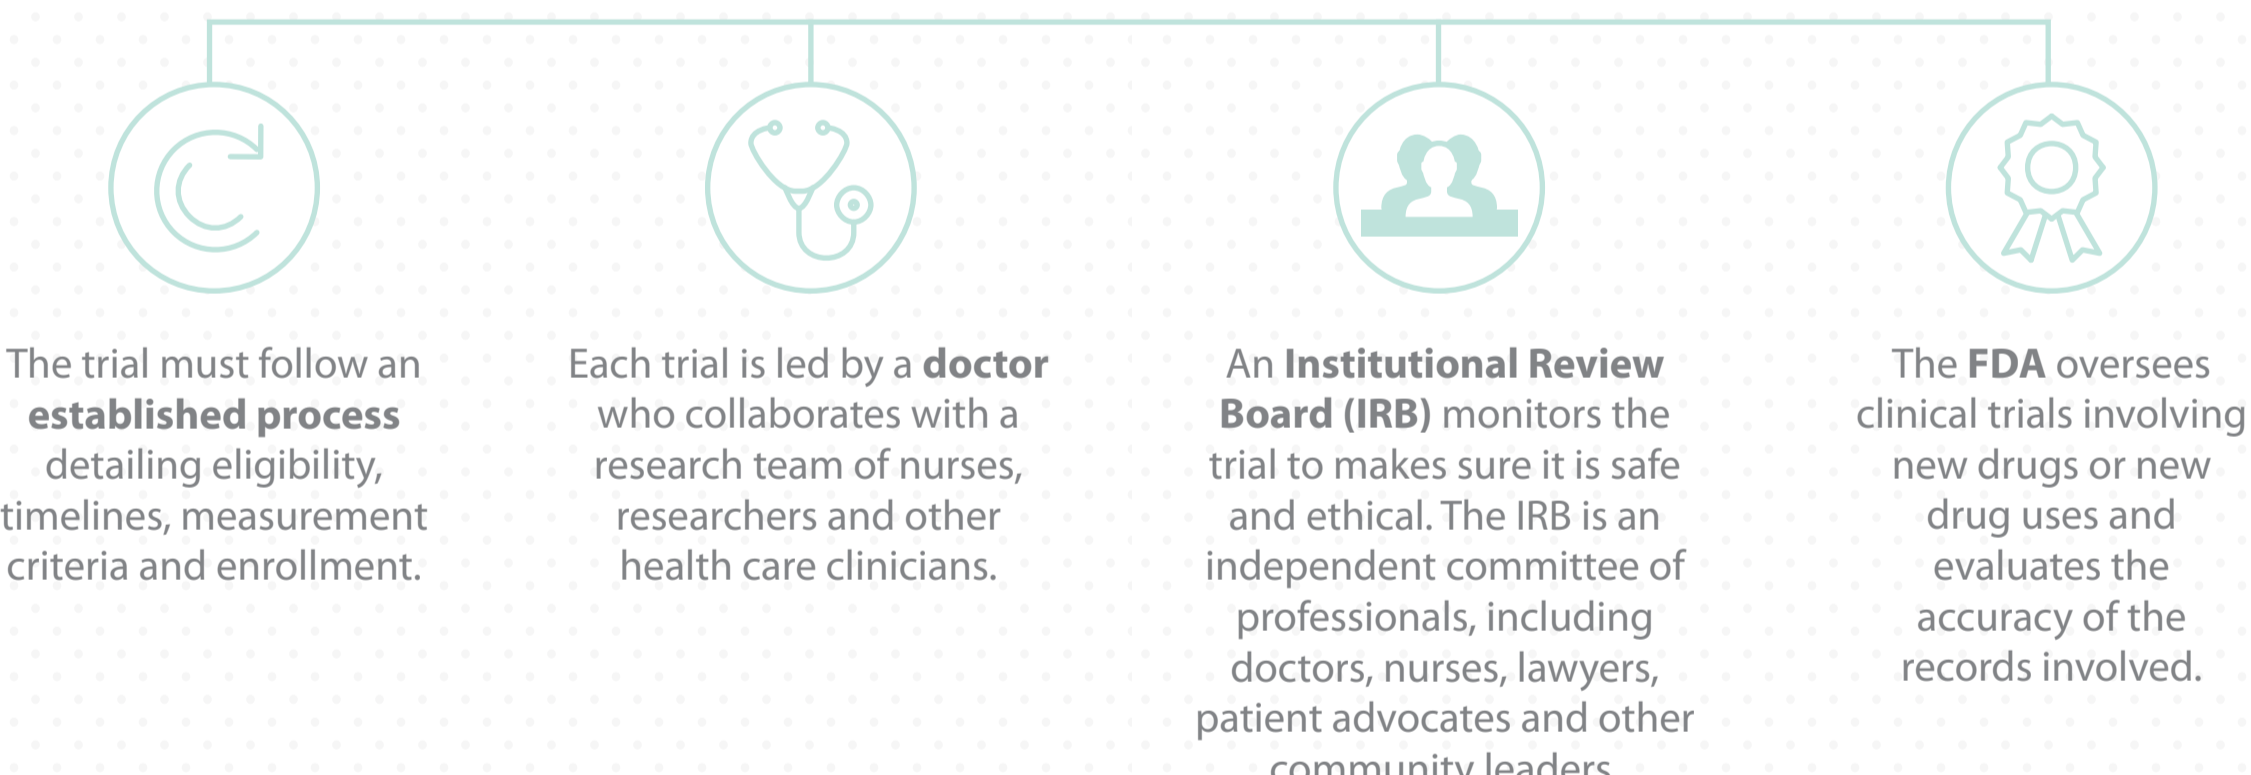 The trial must follow an
established process
detailing eligibility,
timelines, measurement
criteria and enrollment.
Each trial is led by a doctor
who collaborates with a
research team of nurses,
researchers and other
health care clinicians.
An Institutional Review
Board (IRB) monitors the
trial to makes sure it is safe
and ethical. The IRB is an
independent committee of
professionals, including
doctors, nurses, lawyers,
patient advocates and other
community leaders.
The FDA oversees
clinical trials involving
new drugs or new
drug uses and
evaluates the
accuracy of the
records involved.